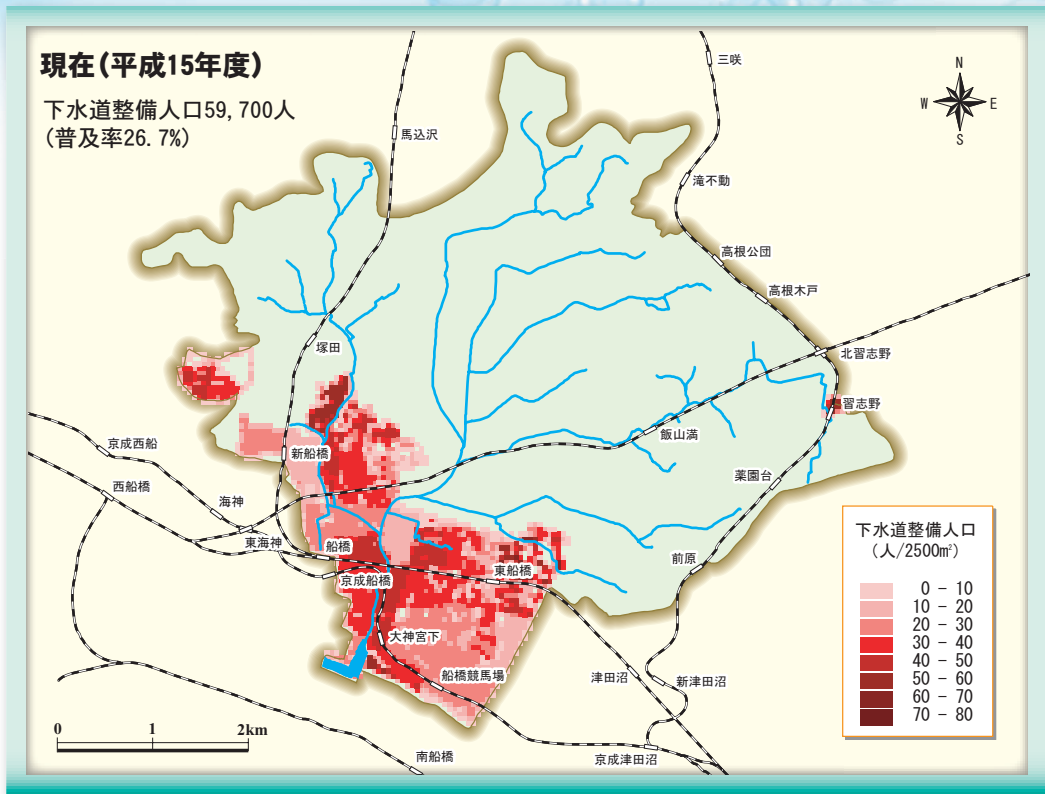 現在(平成15年度)
下水道整備人口59,700人
(普及率26.7%)
三咲
N
W E
S
馬込沢
滝不動
高根公団
高根木戸
塚田
北習志野
習志野
京成西船
飯山満
新船橋
西船橋
薬園台
海神
東海神
船橋
前原
東船橋
京成船橋
大神宮下
船橋競馬場
津田沼
新津田沼
南船橋
京成津田沼
下水道整備人口
(人/2500㎡)
0 - 10
10 - 20
20 - 30
30 - 40
40 - 50
50 - 60
60 - 70
70 - 80
0 1 2km